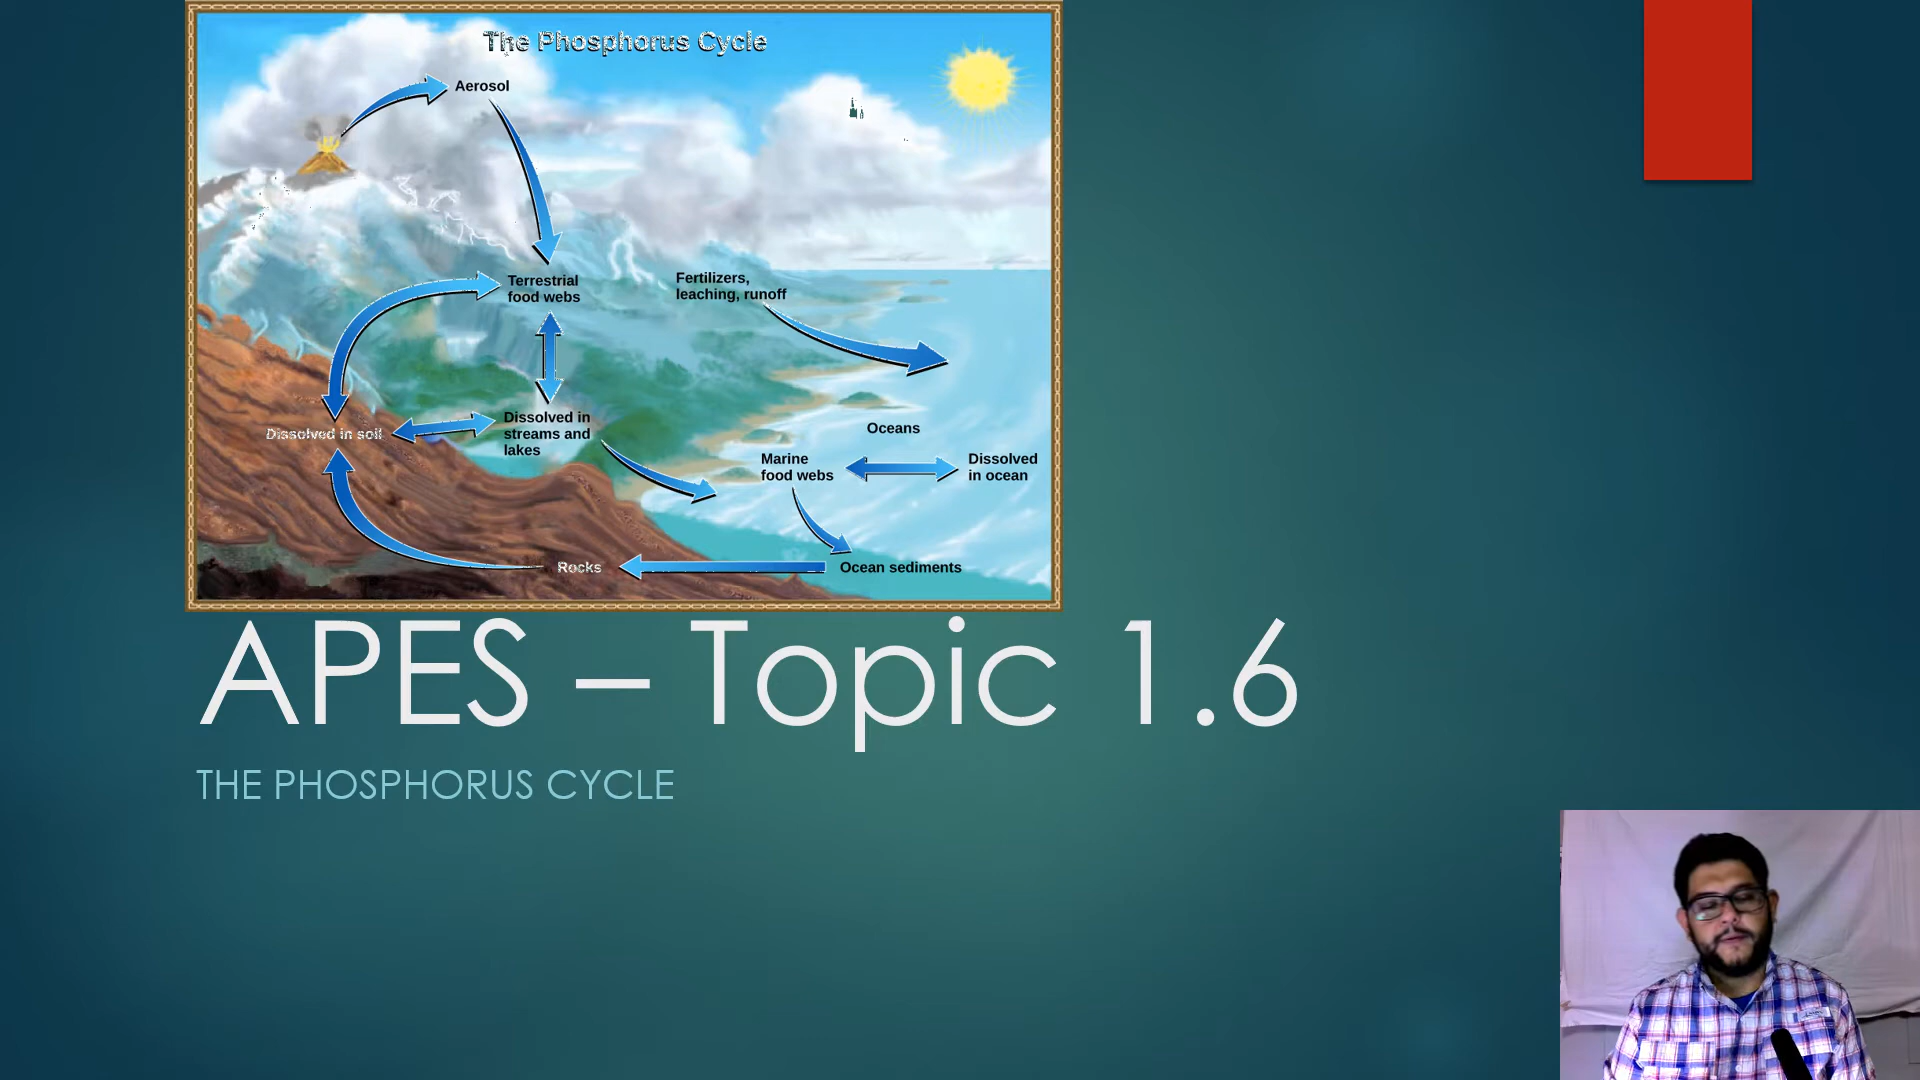 The Phosphorus Cycle
Aerosol
Terrestrial
food webs
Fertilizers,
leaching, runoff
Dissolved in soil
Dissolved in
streams and
lakes
Oceans
Marine
food webs
Dissolved
in ocean
Rocks
Ocean sediments
APES – Topic 1.6
THE PHOSPHORUS CYCLE